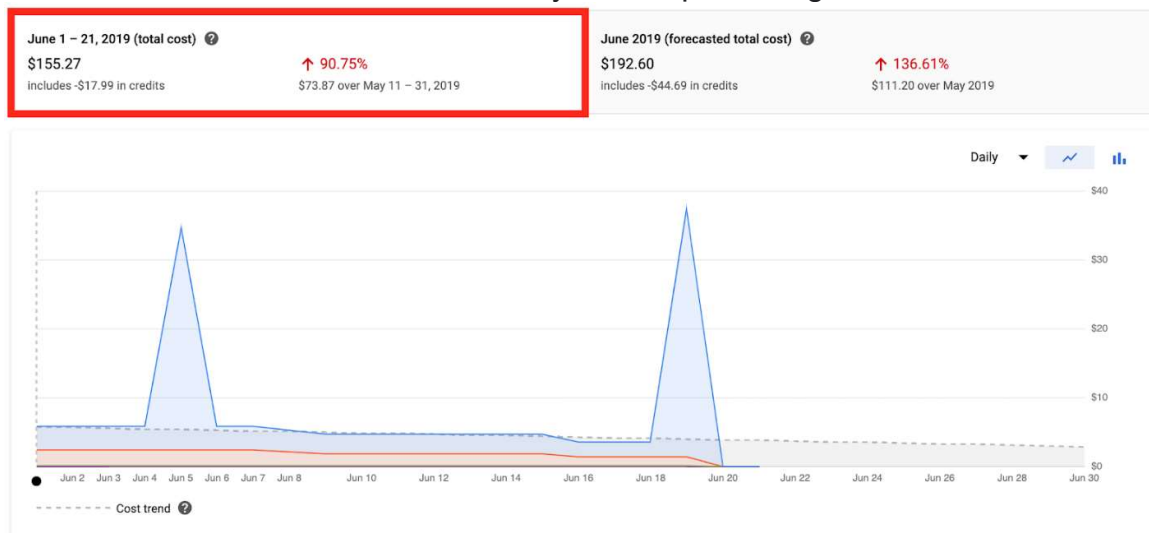 June 1 – 21, 2019 (total cost) ?
$155.27
↑ 90.75%
includes -$17.99 in credits
$73.87 over May 11 – 31, 2019
June 2019 (forecasted total cost) ?
$192.60
↑ 136.61%
includes -$44.69 in credits
$111.20 over May 2019
Daily
$40
$30
$20
$10
$0
Jun 2 Jun 3 Jun 4 Jun 5 Jun 6 Jun 7 Jun 8 Jun 10 Jun 12 Jun 14 Jun 16 Jun 18 Jun 20 Jun 22 Jun 24 Jun 26 Jun 28 Jun 30
Cost trend ?